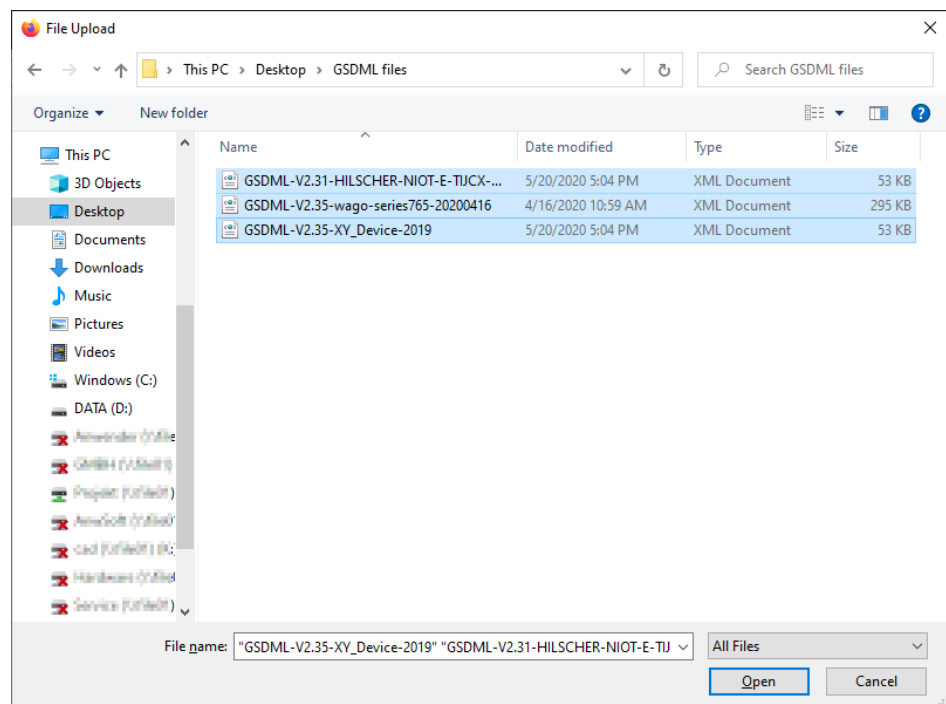 File Upload
This PC > Desktop > GSDML files
Search GSDML files
Organize
New folder
Name
Date modified
Type
Size
GSDML-V2.31-HILSCHER-NIOT-E-TIJCX-...
5/20/2020 5:04 PM
XML Document
53 KB
GSDML-V2.35-wago-series765-20200416
4/16/2020 10:59 AM
XML Document
295 KB
GSDML-V2.35-XY_Device-2019
5/20/2020 5:04 PM
XML Document
53 KB
This PC
3D Objects
Desktop
Documents
Downloads
Music
Pictures
Videos
Windows (C:)
DATA (D:)
File name:
"GSDML-V2.35-XY_Device-2019" "GSDML-V2.31-HILSCHER-NIOT-E-TIJ
All Files
Open
Cancel